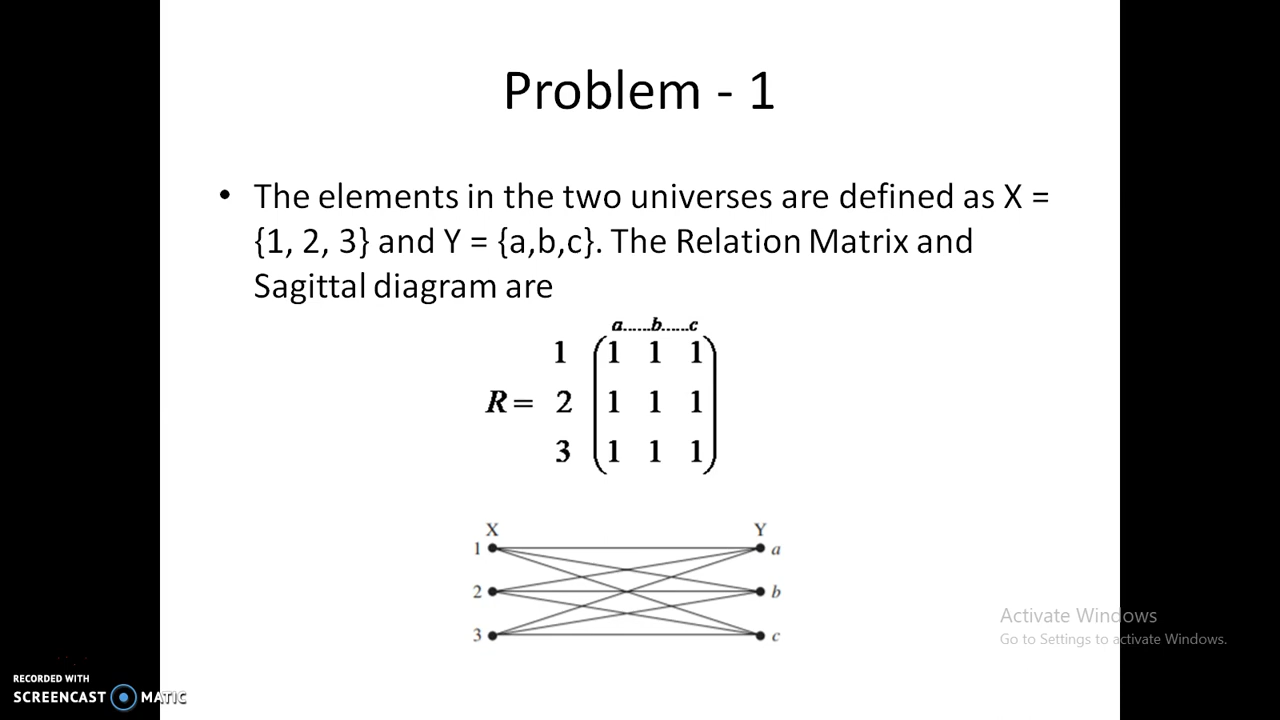 Problem - 1
• The elements in the two universes are defined as X =
{1, 2, 3} and Y = {a,b,c}. The Relation Matrix and
Sagittal diagram are
a......b......c
1 1 1 1
R = 2 1 1 1
3 1 1 1
X Y
1 a
2 b
3 c
Activate Windows
Go to Settings to activate Windows.
RECORDED WITH
SCREENCAST MATIC